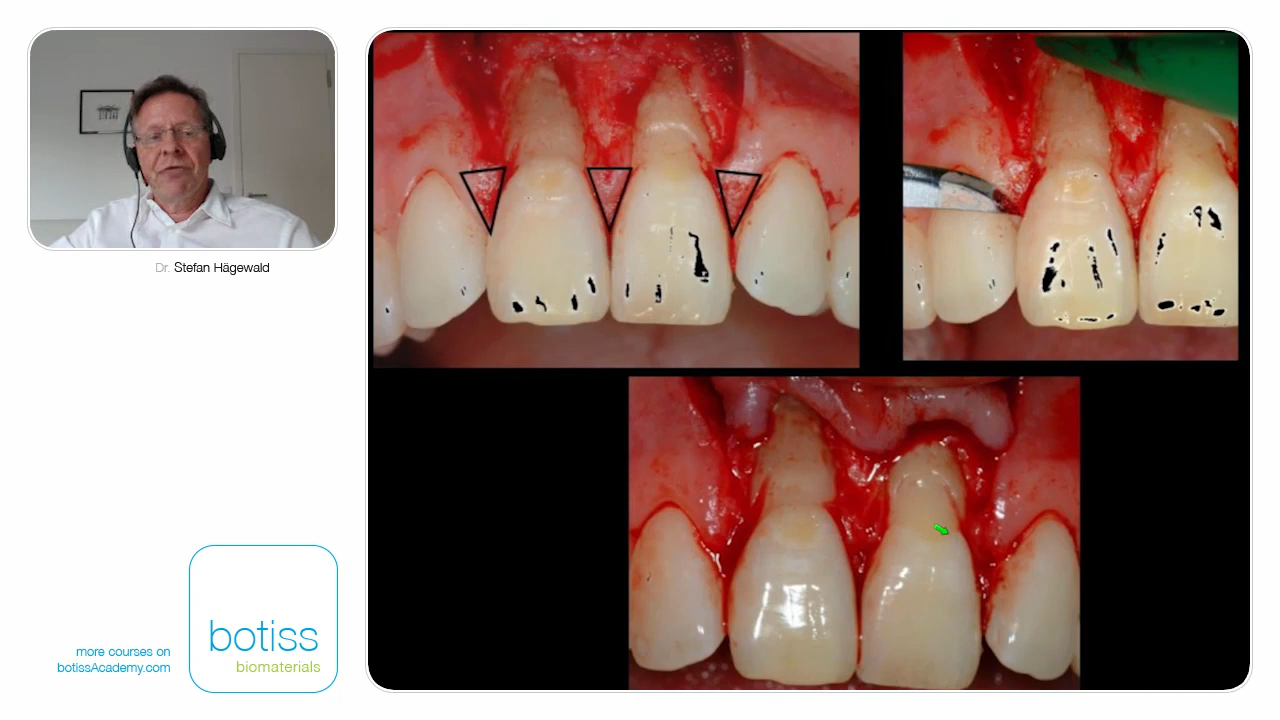 Dr. Stefan Hägewald
more courses on
botissAcademy.com
botiss
biomaterials